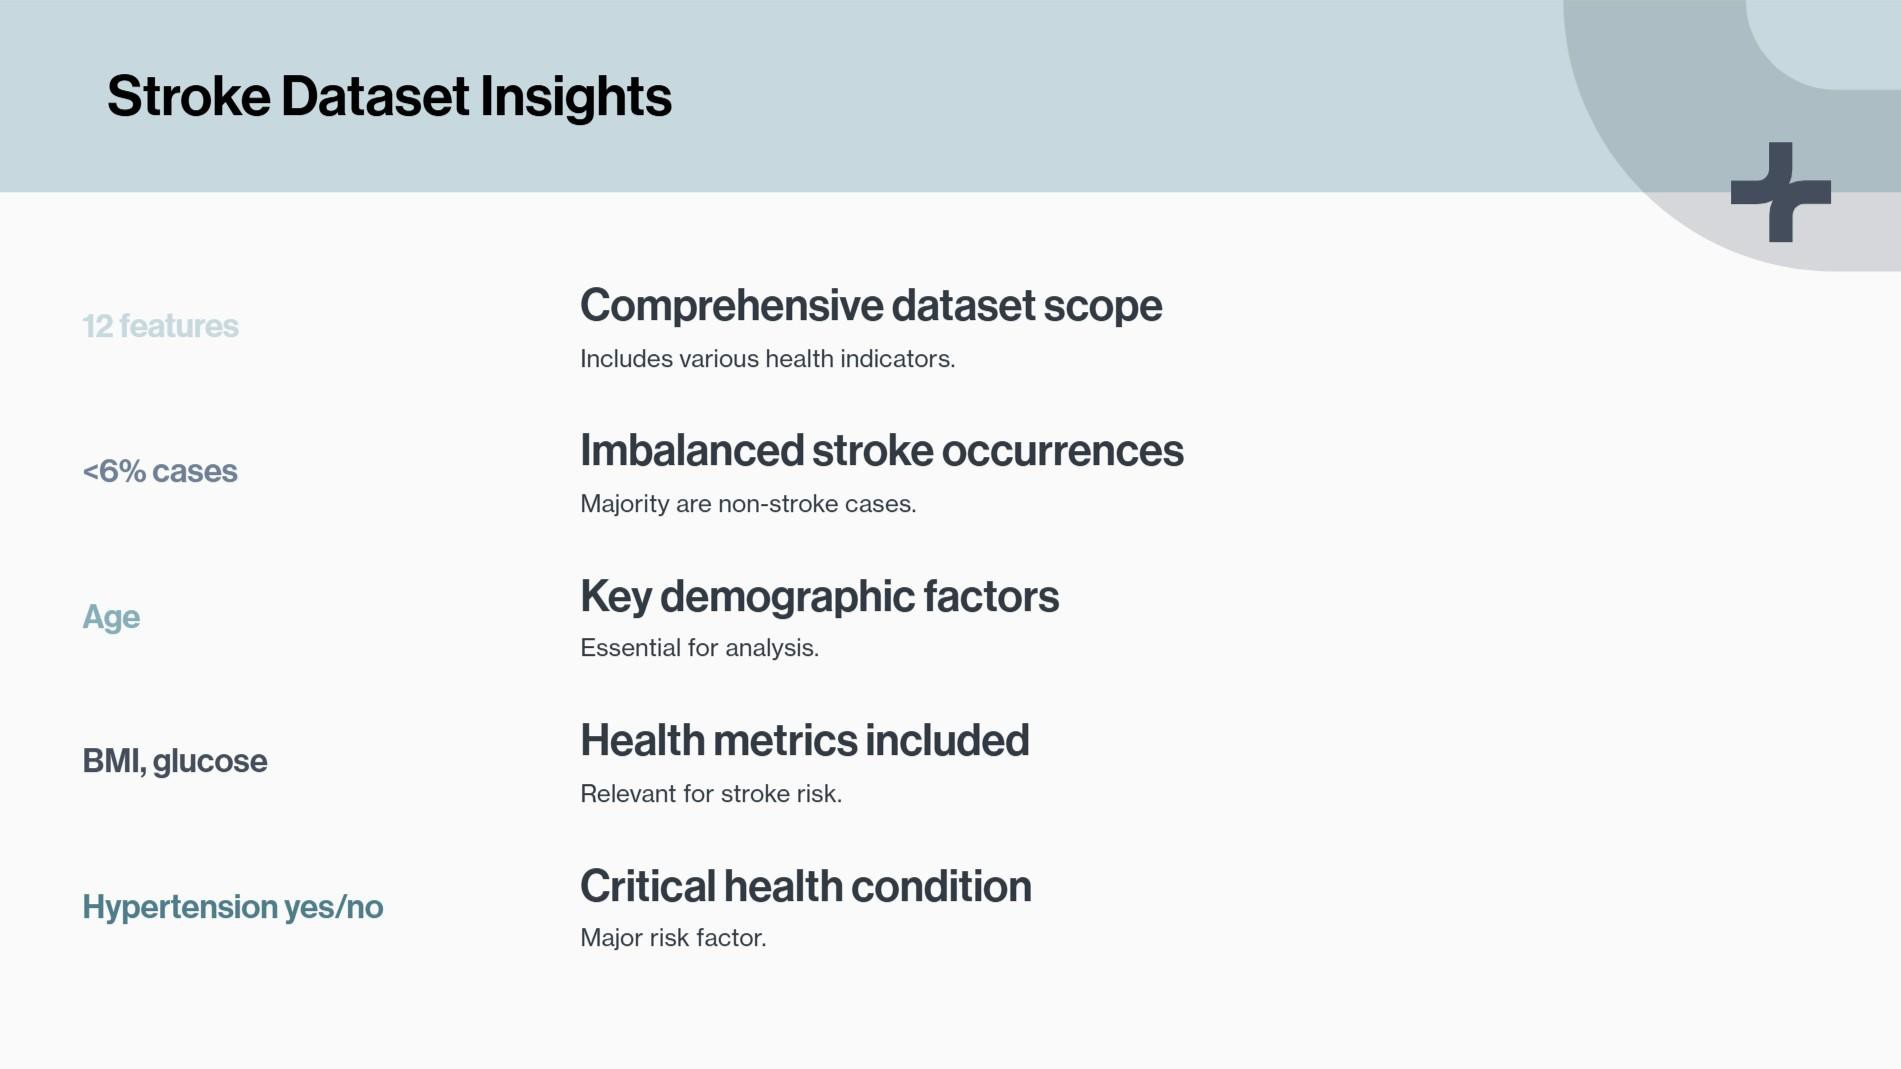 Stroke Dataset Insights
12 features
Comprehensive dataset scope
Includes various health indicators.
<6% cases
Imbalanced stroke occurrences
Majority are non-stroke cases.
Age
Key demographic factors
Essential for analysis.
BMI, glucose
Health metrics included
Relevant for stroke risk.
Hypertension yes/no
Critical health condition
Major risk factor.